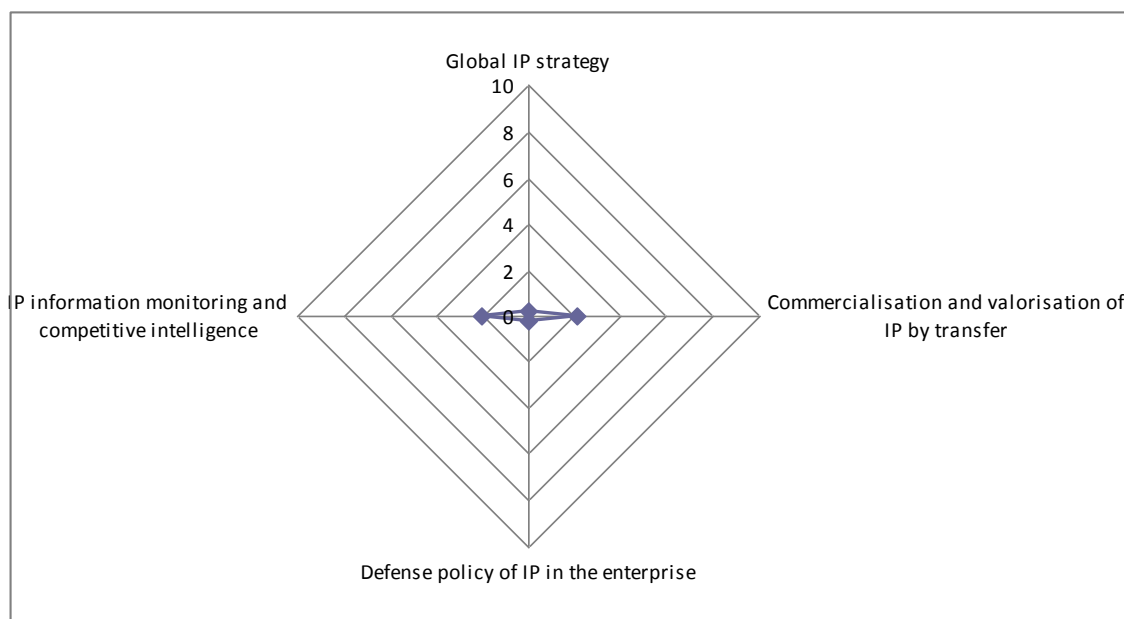 Global IP strategy
10
8
6
4
2
0
IP information monitoring and
competitive intelligence
Commercialisation and valorisation of
IP by transfer
Defense policy of IP in the enterprise